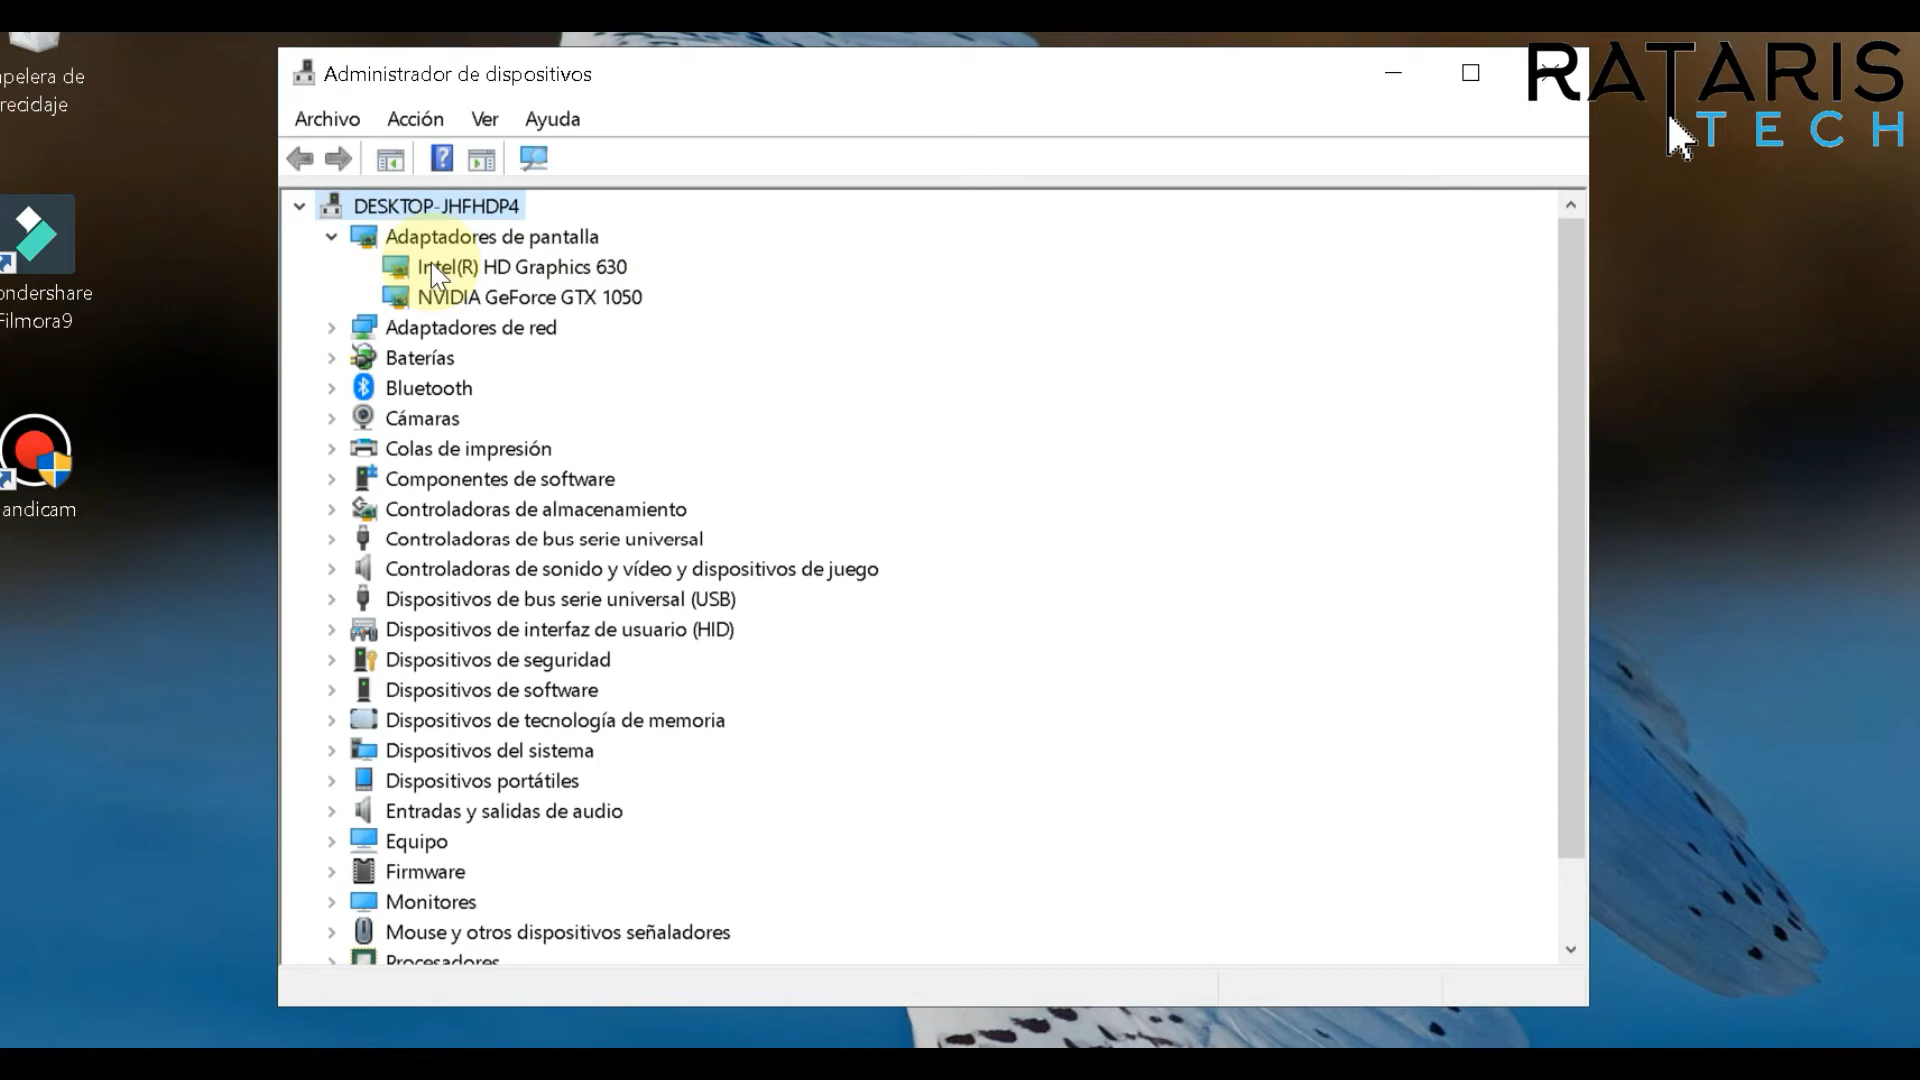 RATARIS
TECH
pelera de
reciclaje
ondershare
Filmora9
andicam
Administrador de dispositivos
Archivo Acción Ver Ayuda
DESKTOP-JHFHDP4
Adaptadores de pantalla
Intel(R) HD Graphics 630
NVIDIA GeForce GTX 1050
Adaptadores de red
Baterías
Bluetooth
Cámaras
Colas de impresión
Componentes de software
Controladoras de almacenamiento
Controladoras de bus serie universal
Controladoras de sonido y vídeo y dispositivos de juego
Dispositivos de bus serie universal (USB)
Dispositivos de interfaz de usuario (HID)
Dispositivos de seguridad
Dispositivos de software
Dispositivos de tecnología de memoria
Dispositivos del sistema
Dispositivos portátiles
Entradas y salidas de audio
Equipo
Firmware
Monitores
Mouse y otros dispositivos señaladores
Procesadores